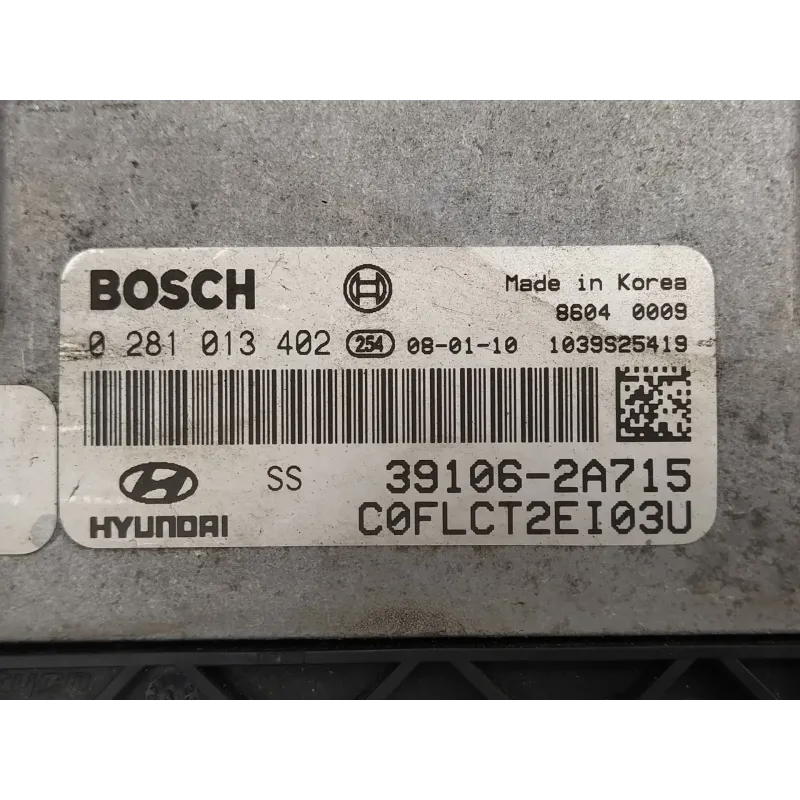 BOSCH Made in Korea
8604 0009
0 281 013 402 254 08-01-10 1039S25419
SS 39106-2A715
HYUNDAI C0FLCT2EI03U